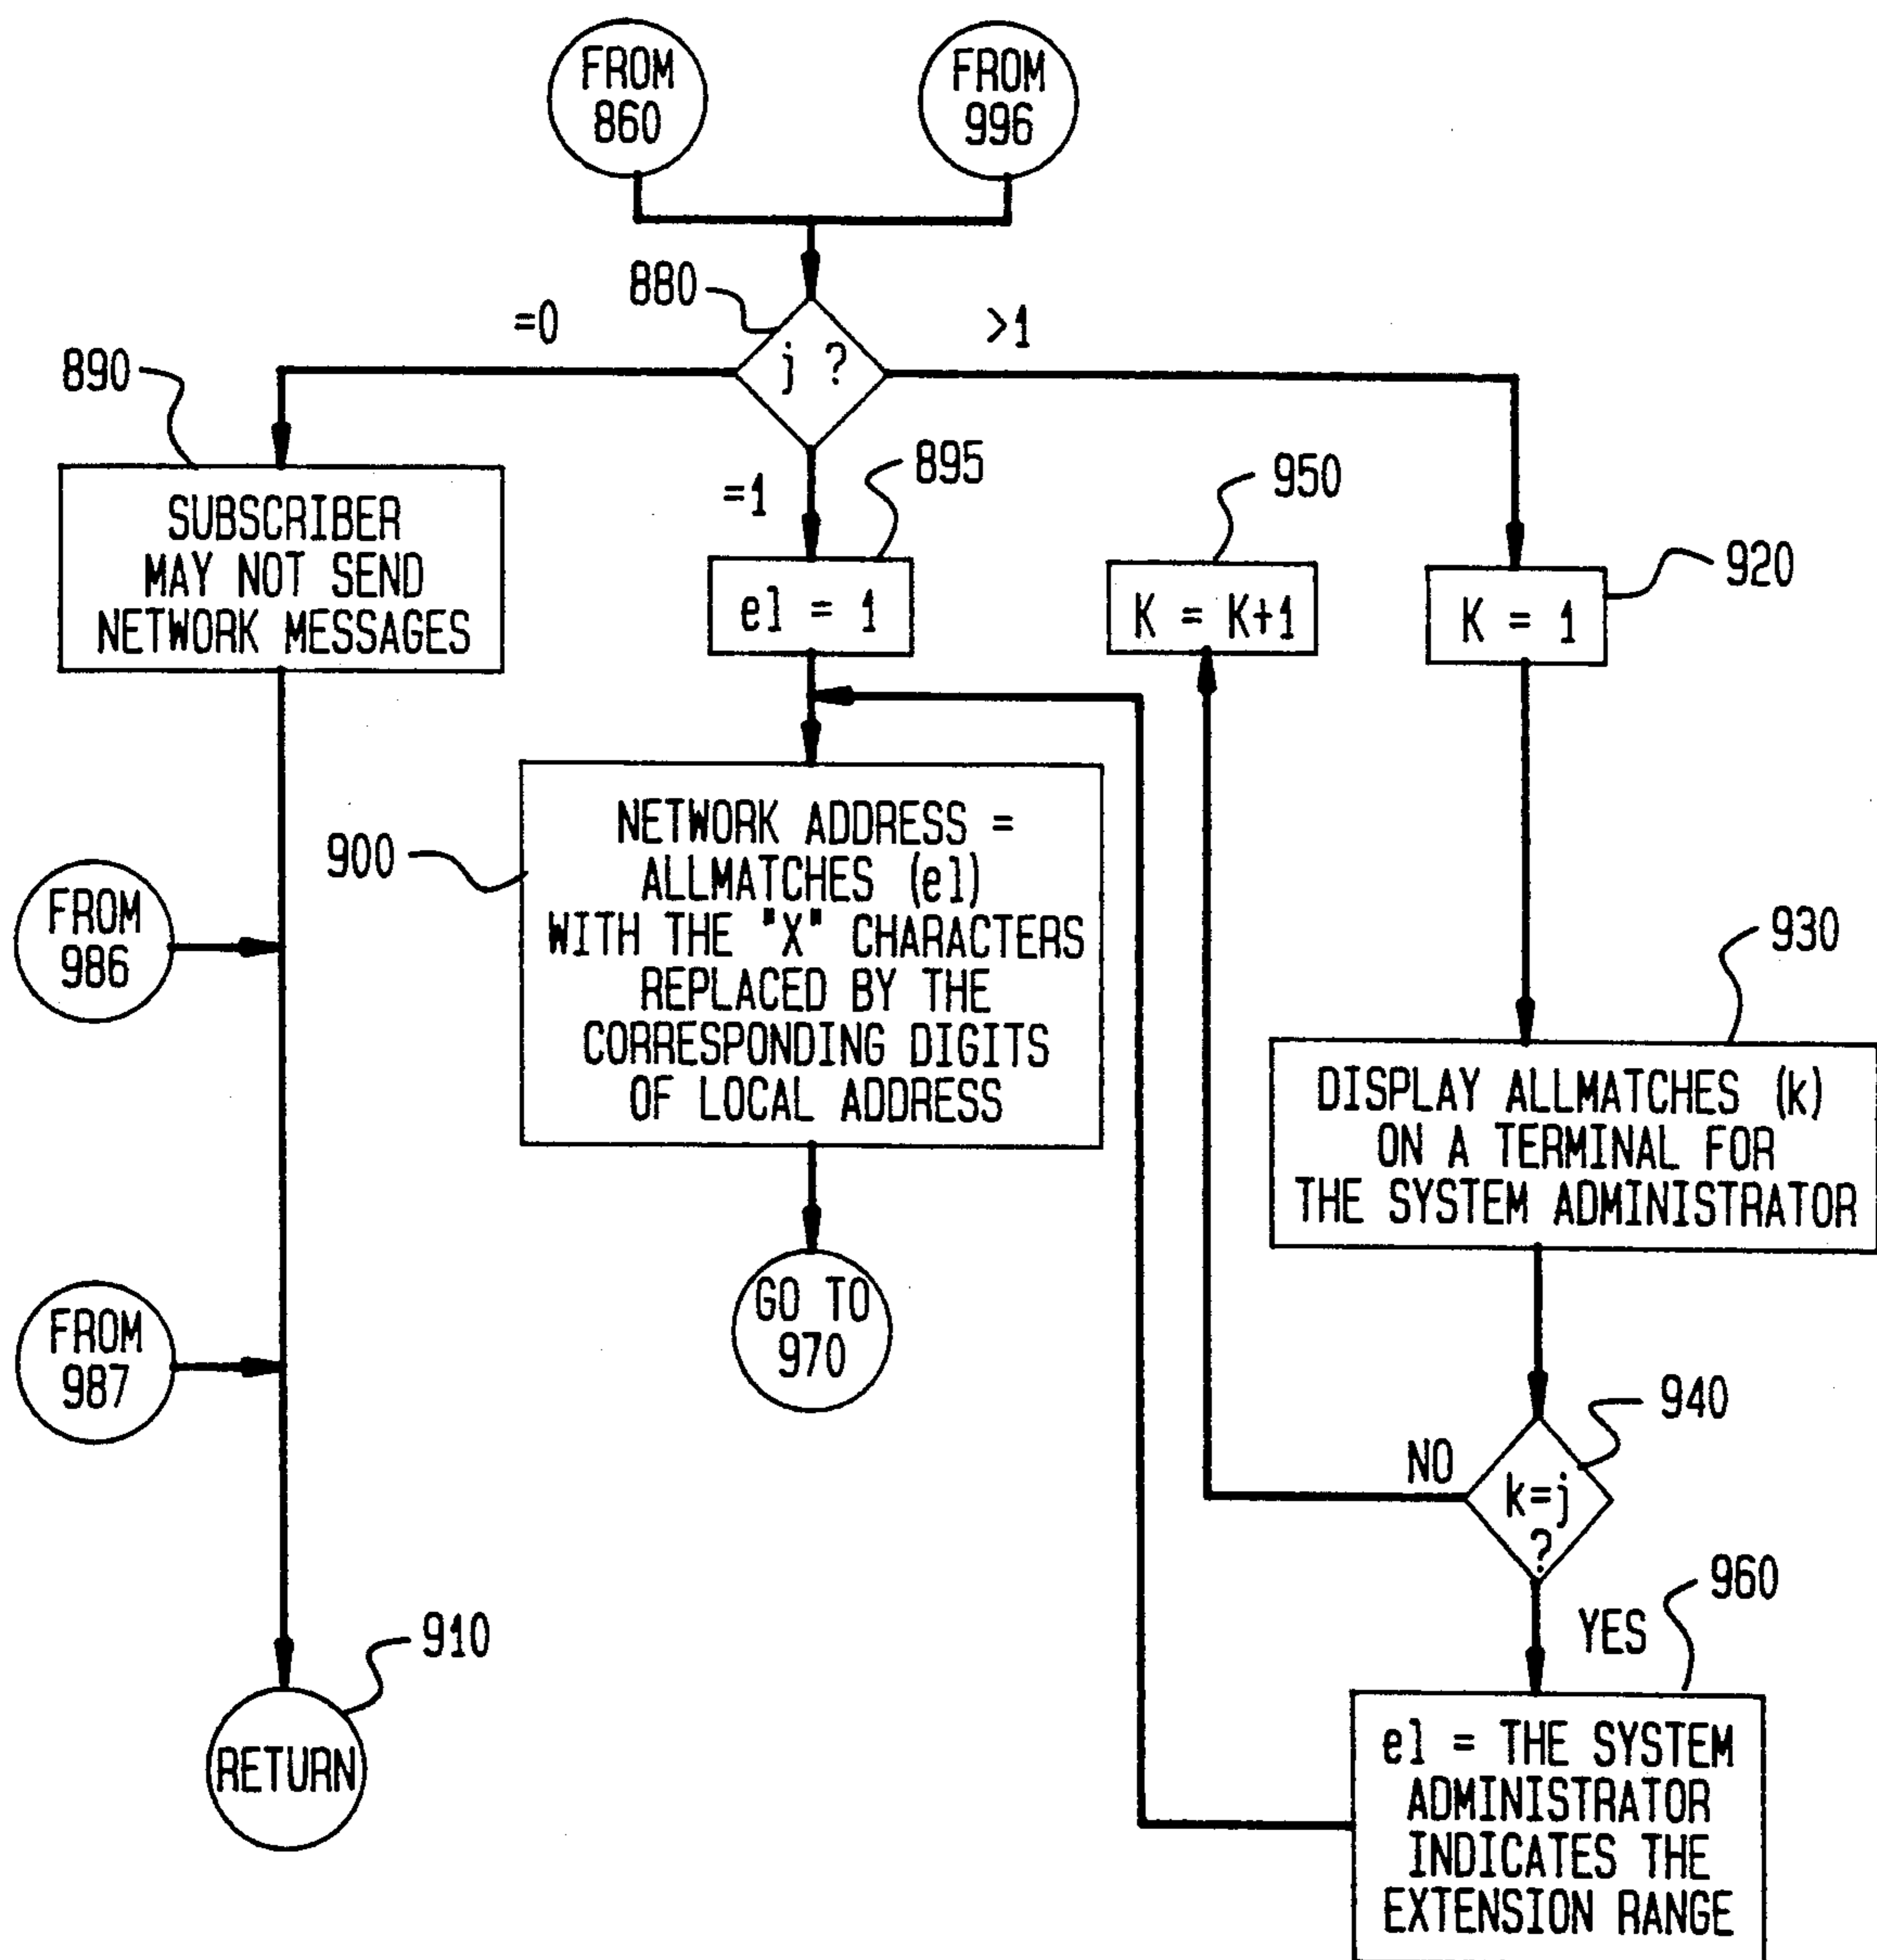 FROM
860
FROM
996
880
j ?
=0
>1
=1
890
SUBSCRIBER
MAY NOT SEND
NETWORK MESSAGES
895
el = 1
950
K = K+1
920
K = 1
900
NETWORK ADDRESS =
ALLMATCHES (el)
WITH THE "X" CHARACTERS
REPLACED BY THE
CORRESPONDING DIGITS
OF LOCAL ADDRESS
FROM
986
930
DISPLAY ALLMATCHES (k)
ON A TERMINAL FOR
THE SYSTEM ADMINISTRATOR
GO TO
970
FROM
987
940
NO
k=j
?
YES
960
910
RETURN
el = THE SYSTEM
ADMINISTRATOR
INDICATES THE
EXTENSION RANGE